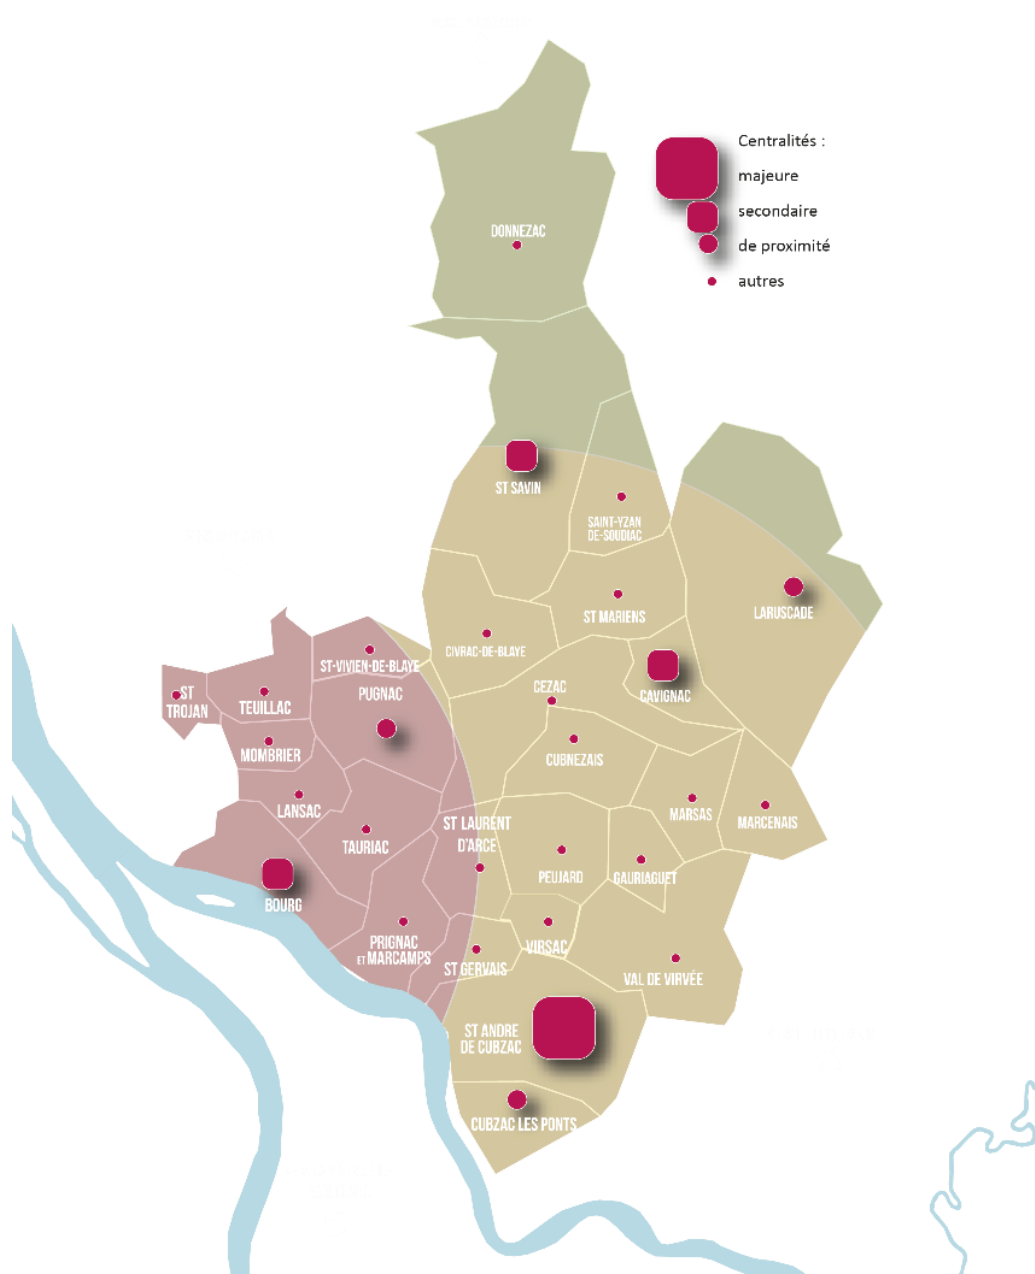 Centralités :
majeure
secondaire
de proximité
autres
DONNEZAC
ST SAVIN
SAINT-YZAN
DE-SOUDIAC
LARUSCADE
ST MARIENS
CIVRAC-DE-BLAYE
ST-VIVIEN-DE-BLAYE
CAVIGNAC
CEZAC
PUGNAC
ST
TROJAN
TEUILLAC
MOMBRIER
CUBNEZAIS
LANSAC
MARSAS
MARCENAIS
ST LAURENT
D'ARCE
TAURIAC
PEUJARD
GAURIAGUET
BOURG
PRIGNAC
ET MARCAMPS
VIRSAC
ST GERVAIS
VAL DE VIRVÉE
ST ANDRE
DE CUBZAC
CUBZAC LES PONTS